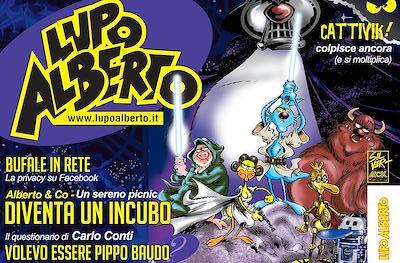 LUPO
ALBERTO
www.lupoalberto.it
CATTIVIK!
colpisce ancora
(e si moltiplica)
BUFALE IN RETE
La privacy su Facebook
Alberto & Co - Un sereno picnic
DIVENTA UN INCUBO
Il questionario di Carlo Conti
VOLEVO ESSERE PIPPO BAUDO
LUPO ALBERTO